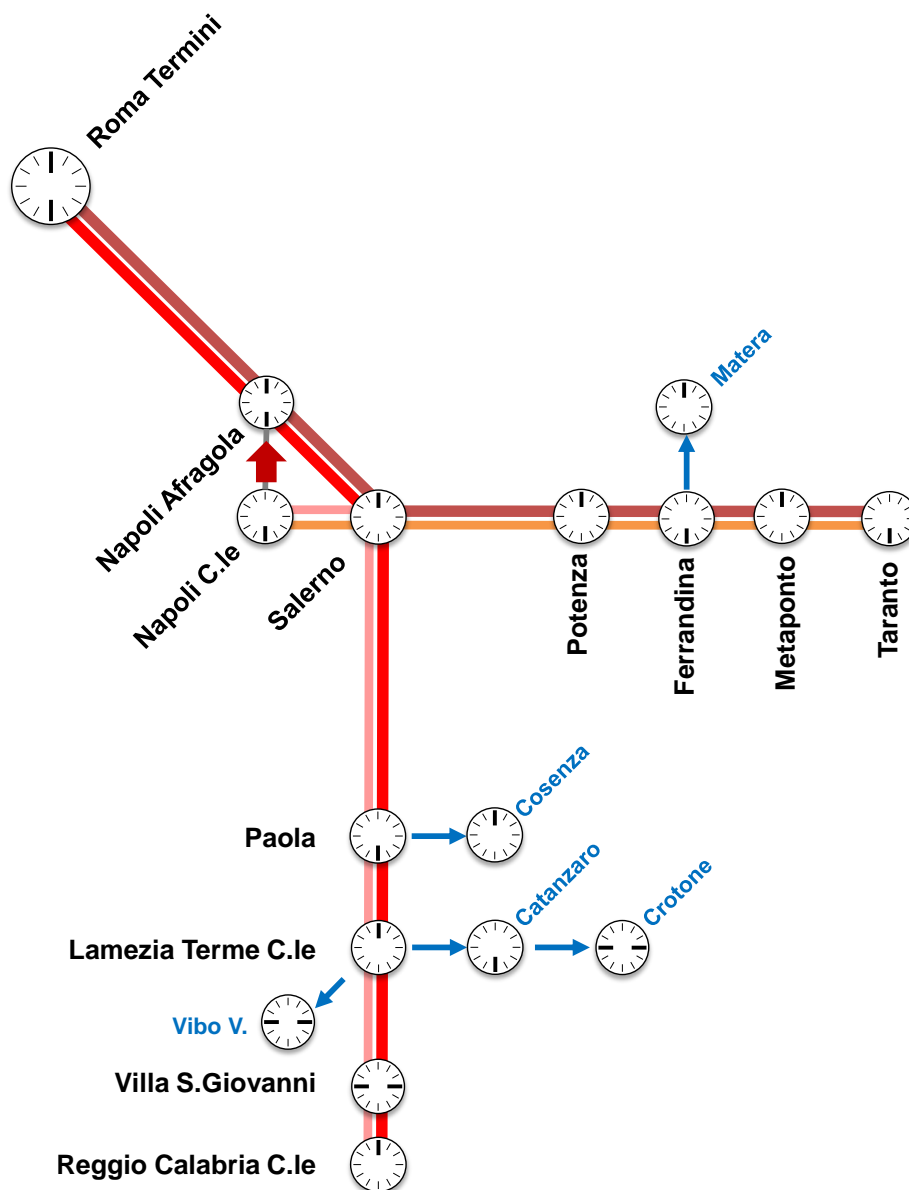 Roma Termini
Matera
Napoli Afragola
Napoli C.le
Salerno
Potenza
Ferrandina
Metaponto
Taranto
Paola
Cosenza
Lamezia Terme C.le
Catanzaro
Crotone
Vibo V.
Villa S.Giovanni
Reggio Calabria C.le